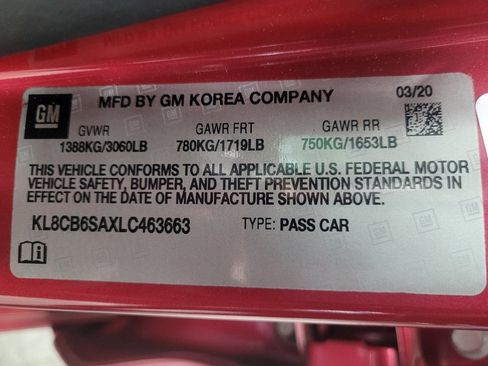 GM
MFD BY GM KOREA COMPANY
03/20
GVWR
GAWR FRT
GAWR RR
1388KG/3060LB
780KG/1719LB
750KG/1653LB
THIS VEHICLE CONFORMS TO ALL APPLICABLE U.S. FEDERAL MOTOR
VEHICLE SAFETY, BUMPER, AND THEFT PREVENTION STANDARDS IN
EFFECT ON THE DATE OF MANUFACTURE SHOWN ABOVE.
KL8CB6SAXLC463663
TYPE: PASS CAR